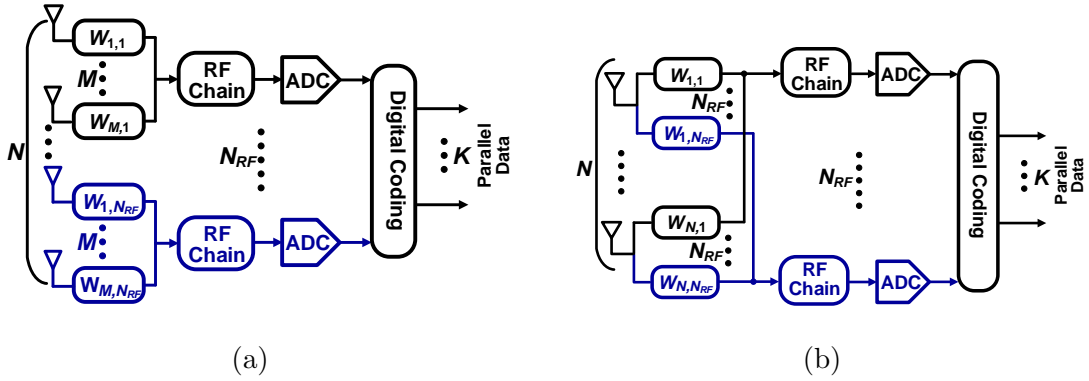 N
W1,1
M
WM,1
W1,NRF
M
WM,NRF
RF
Chain
ADC
NRF
RF
Chain
ADC
Digital Coding
K
Parallel
Data
(a)
N
W1,1
NRF
W1,NRF
WN,1
NRF
WN,NRF
RF
Chain
ADC
NRF
RF
Chain
ADC
Digital Coding
K
Parallel
Data
(b)